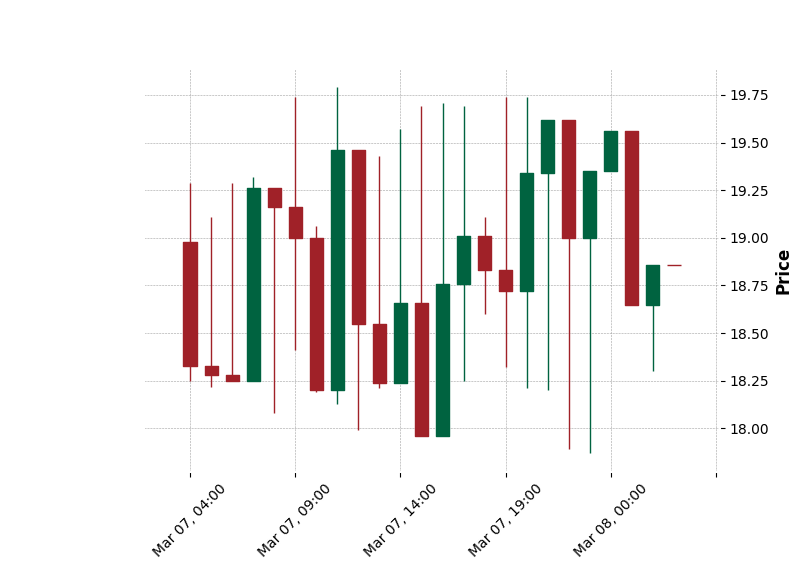 19.75
19.50
19.25
19.00
18.75
18.50
18.25
18.00
Price
Mar 07, 04:00
Mar 07, 09:00
Mar 07, 14:00
Mar 07, 19:00
Mar 08, 00:00